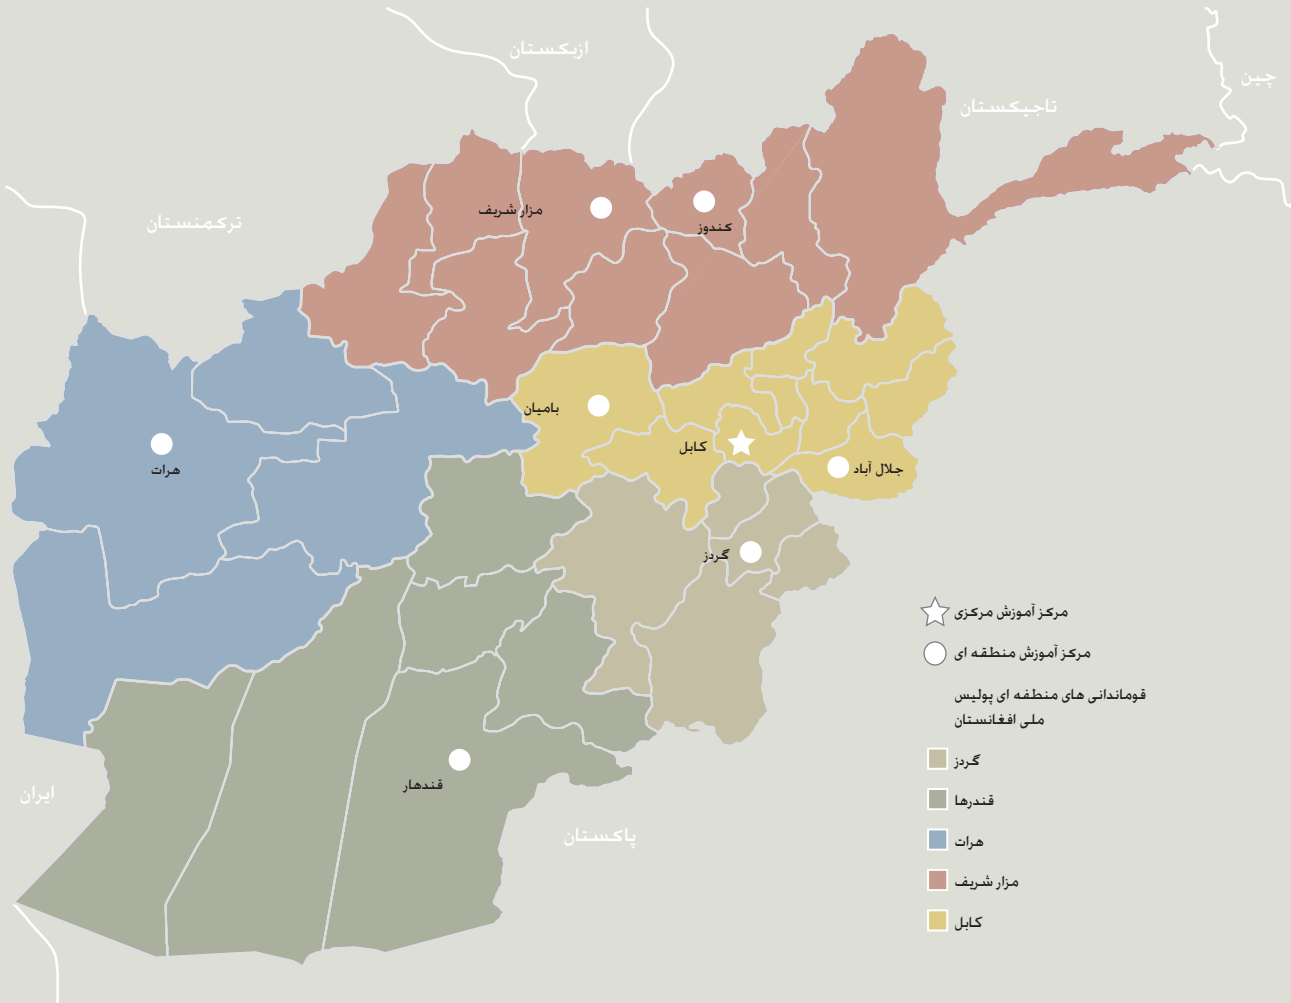 ازبکستان
چین
تاجیکستان
ترکمنستان
مزار شریف
کندوز
بامیان
کابل
هرات
جلال آباد
گردز
قندهار
ایران
پاکستان
مرکز آموزش مرکزی
مرکز آموزش منطقه ای
قوماندانی های منطفه ای پولیس
ملی افغانستان
گردز
قندرها
هرات
مزار شریف
کابل